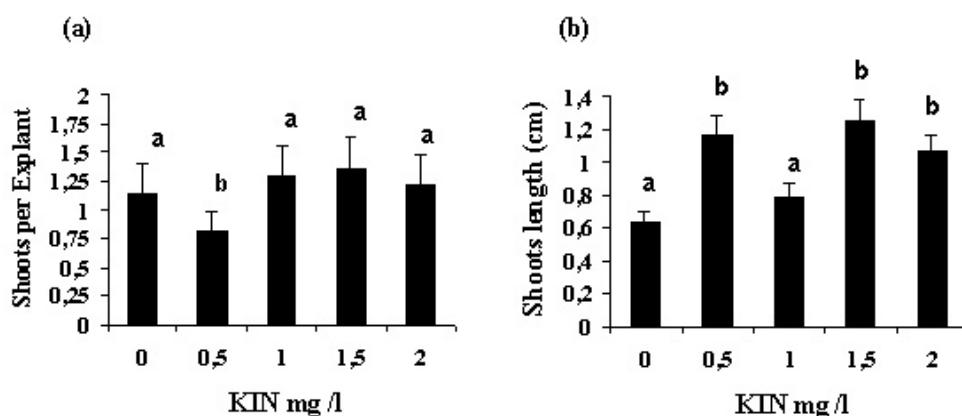 (a)
Shoots per Explant
2
1,75
1,5
1,25
1
0,75
0,5
0,25
0
a
b
a
a
a
0 0,5 1 1,5 2
KIN mg /l
(b)
Shoots length (cm)
1,4
1,2
1
0,8
0,6
0,4
0,2
0
a
b
a
b
b
0 0,5 1 1,5 2
KIN mg /l